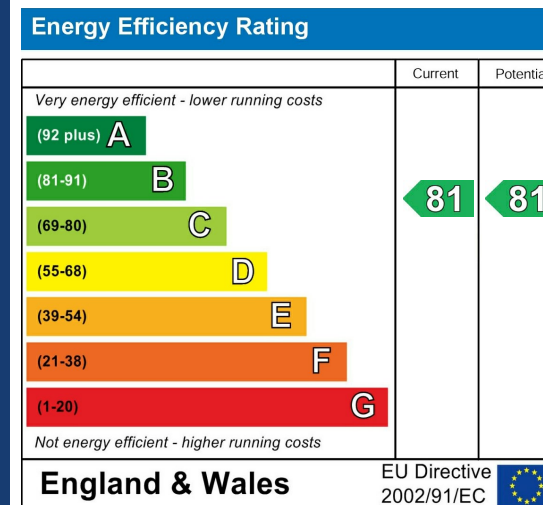 Energy Efficiency Rating
Current Potentia
Very energy efficient - lower running costs
(92 plus) A
(81-91) B
81 81
(69-80) C
(55-68) D
(39-54) E
(21-38) F
(1-20) G
Not energy efficient - higher running costs
England & Wales
EU Directive
2002/91/EC